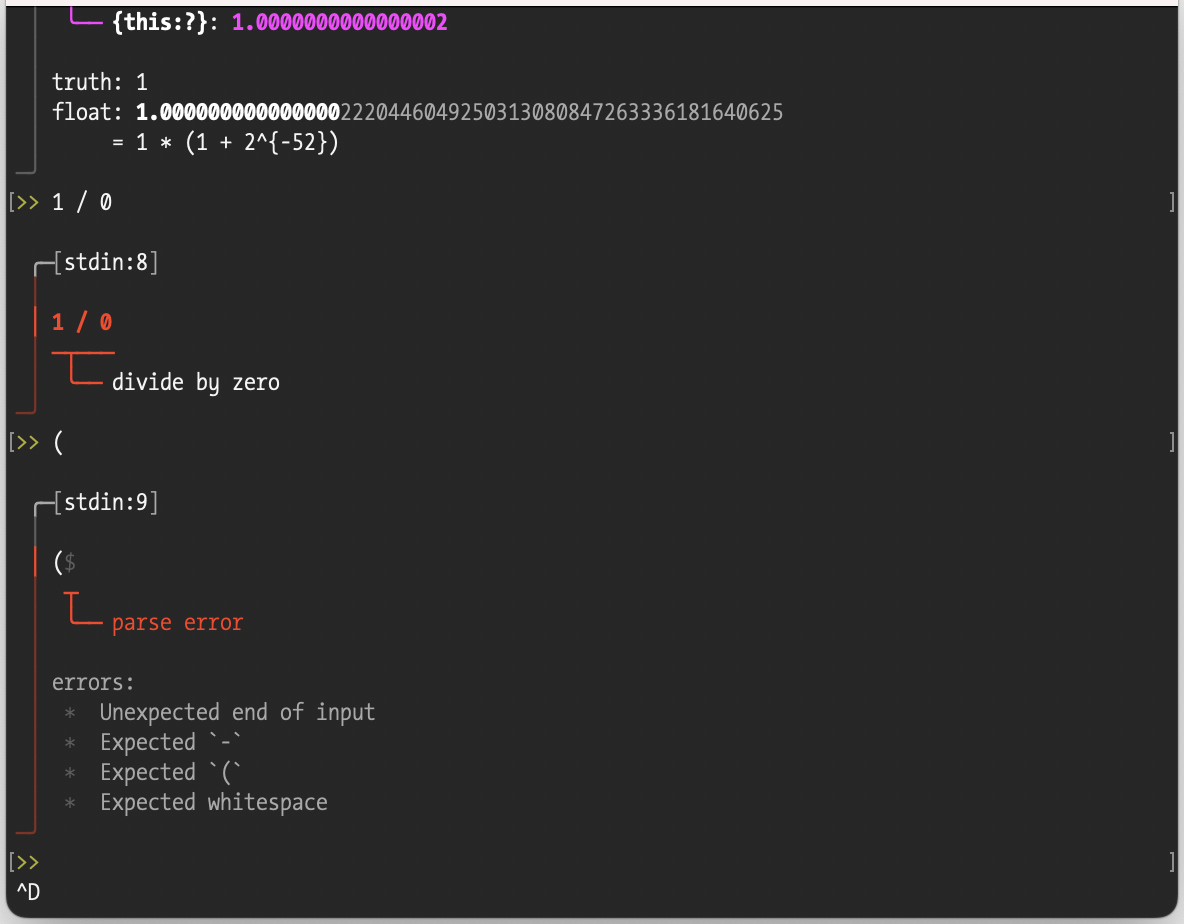 {this:?}: 1.0000000000000002
truth: 1
float: 1.0000000000000002220446049250313080847263336181640625
= 1 * (1 + 2^{-52})
[>> 1 / 0 ]
[stdin:8]
1 / 0
divide by zero
[>> ( ]
[stdin:9]
($
parse error
errors:
* Unexpected end of input
* Expected `-`
* Expected `(`
* Expected whitespace
[>> ]
^D